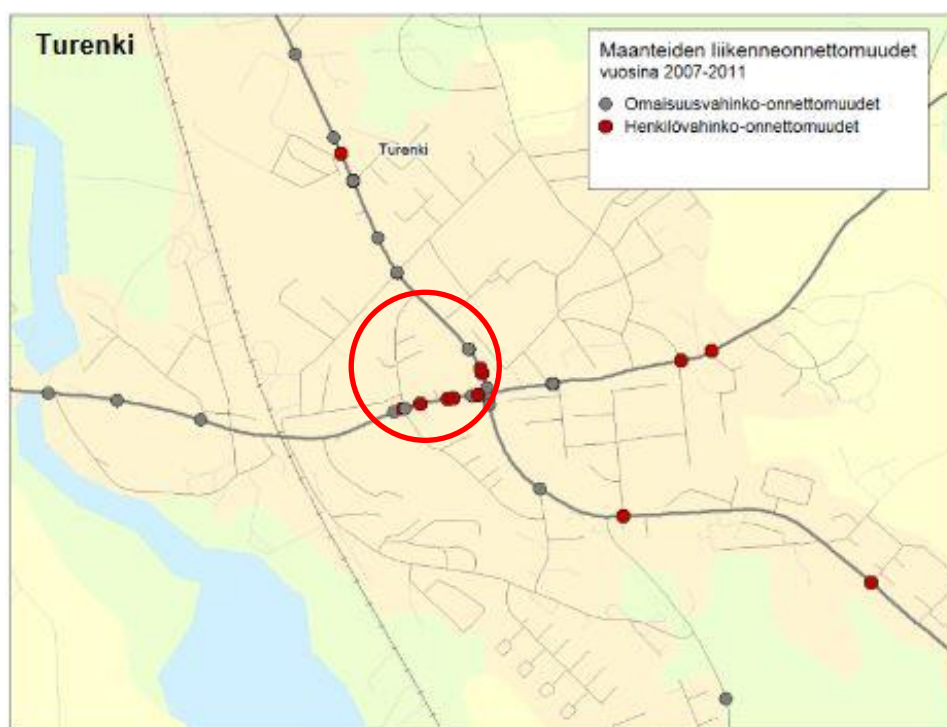 Turenki
Maanteiden liikenneonnettomuudet
vuosina 2007-2011
Omaisuusvahinko-onnettomuudet
Henkilövahinko-onnettomuudet
Turenki